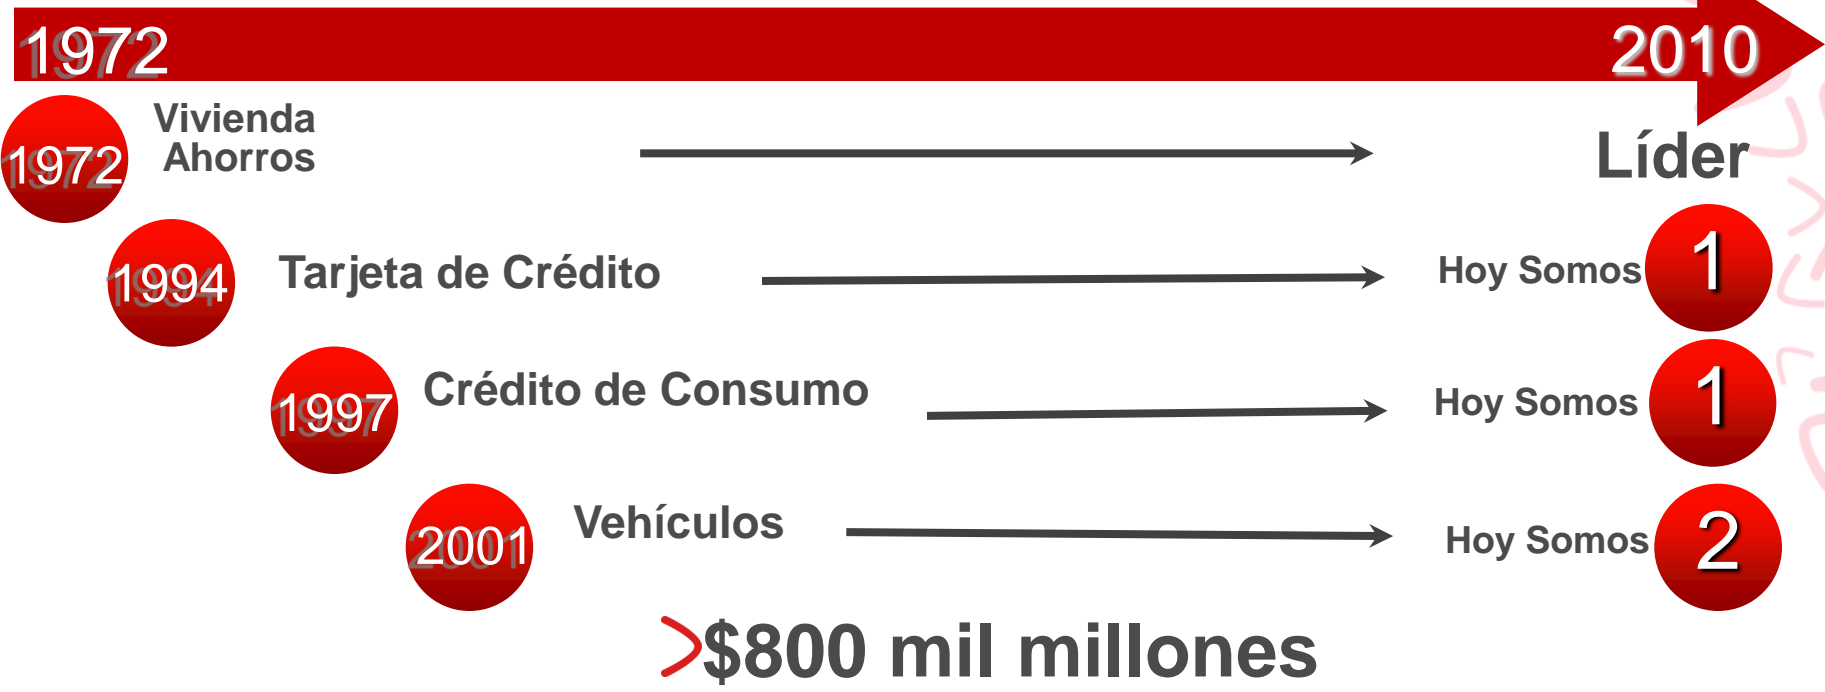 1972 2010
1972 Vivienda
Ahorros
Líder
1994 Tarjeta de Crédito Hoy Somos 1
1997 Crédito de Consumo Hoy Somos 1
2001 Vehículos Hoy Somos 2
>$800 mil millones